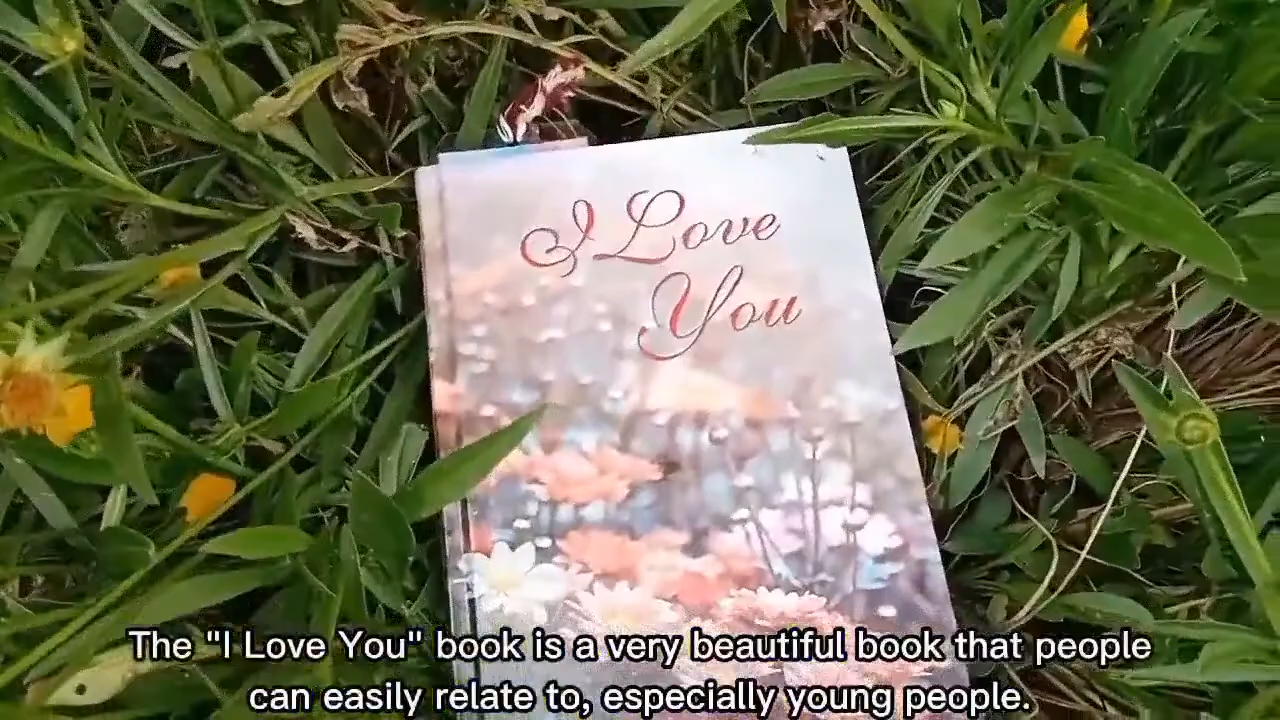 I Love
You
The "I Love You" book is a very beautiful book that people
can easily relate to, especially young people.